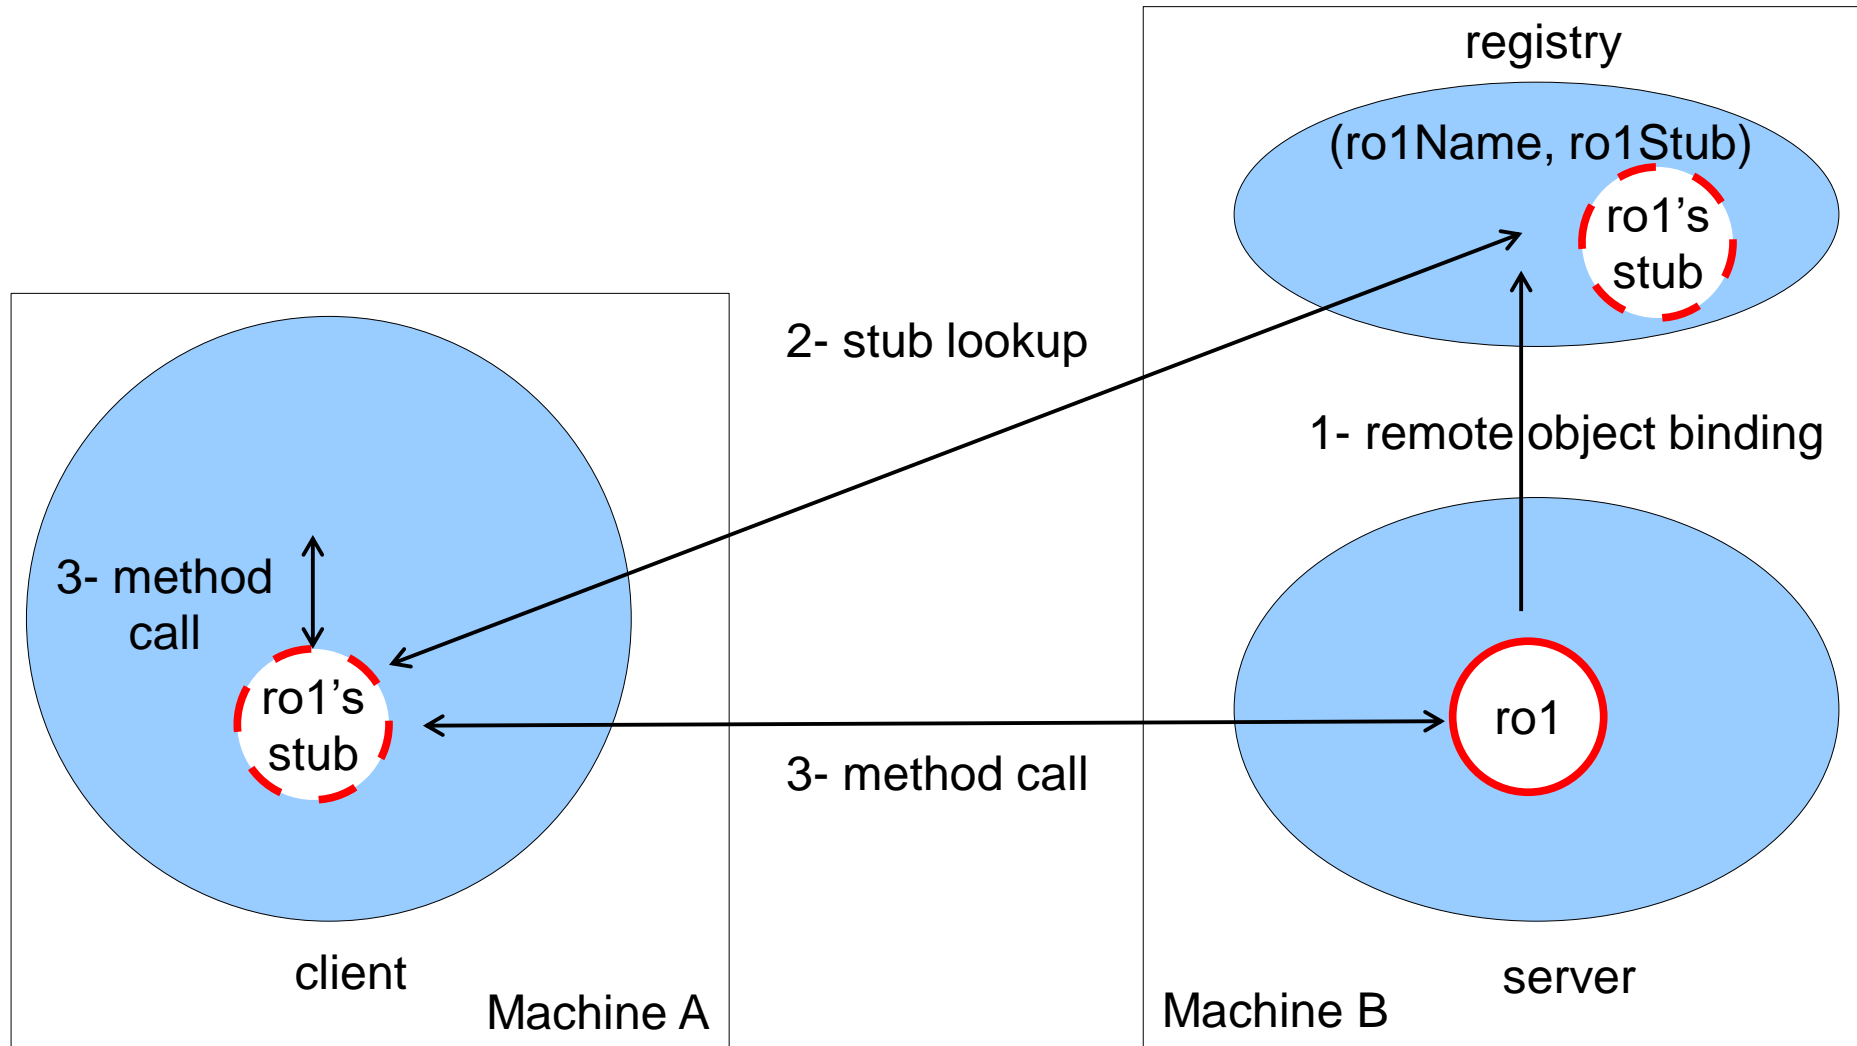 registry
(ro1Name, ro1Stub)
ro1's
stub
2- stub lookup
1- remote object binding
3- method
call
ro1's
stub
ro1
3- method call
client
server
Machine A
Machine B